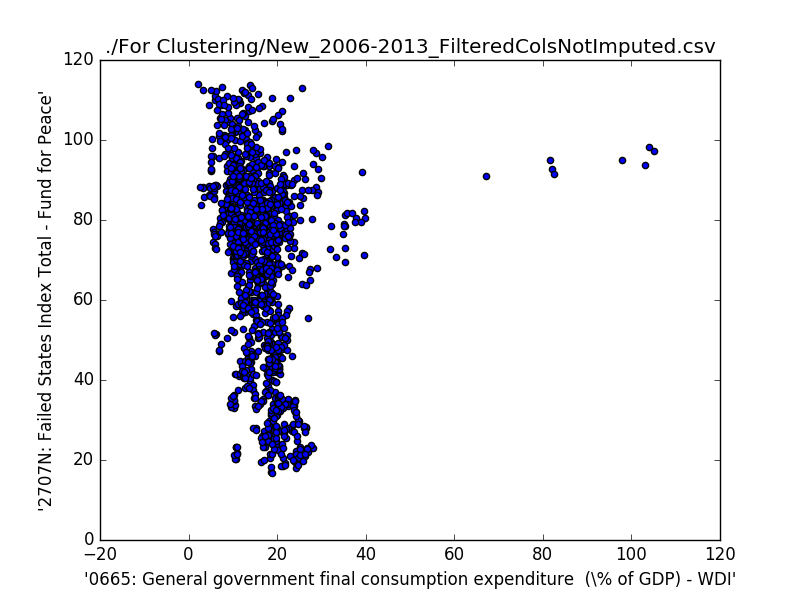 ./For Clustering/New_2006-2013_FilteredColsNotImputed.csv
120
100
80
60
40
20
0
'2707N: Failed States Index Total - Fund for Peace'
−20 0 20 40 60 80 100 120
'0665: General government final consumption expenditure  (\% of GDP) - WDI'